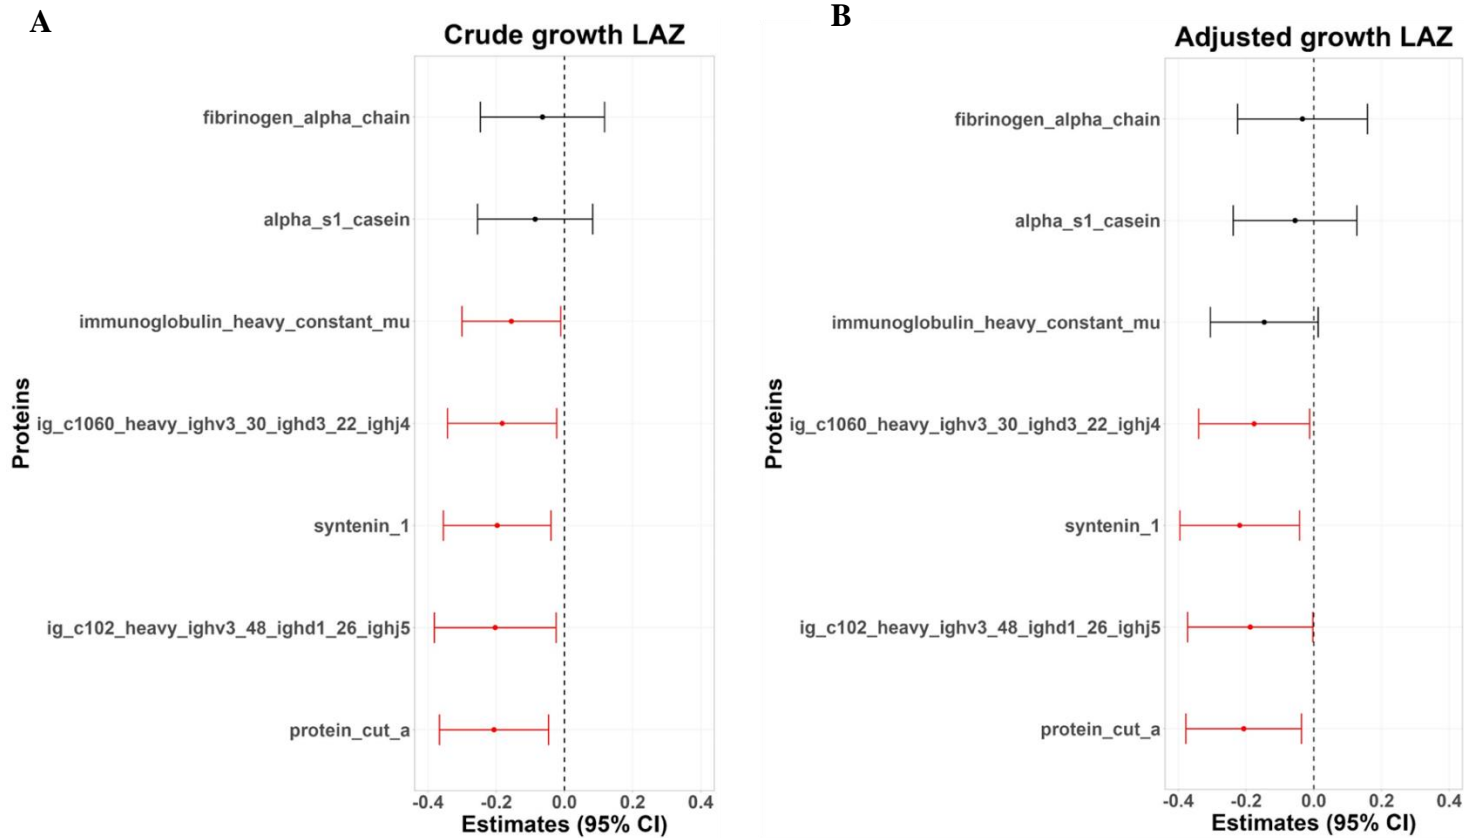 A
Crude growth LAZ
Proteins
fibrinogen_alpha_chain
alpha_s1_casein
immunoglobulin_heavy_constant_mu
ig_c1060_heavy_ighv3_30_ighd3_22_ighj4
syntenin_1
ig_c102_heavy_ighv3_48_ighd1_26_ighj5
protein_cut_a
-0.4 -0.2 0.0 0.2 0.4
Estimates (95% CI)
B
Adjusted growth LAZ
Proteins
fibrinogen_alpha_chain
alpha_s1_casein
immunoglobulin_heavy_constant_mu
ig_c1060_heavy_ighv3_30_ighd3_22_ighj4
syntenin_1
ig_c102_heavy_ighv3_48_ighd1_26_ighj5
protein_cut_a
-0.4 -0.2 0.0 0.2 0.4
Estimates (95% CI)